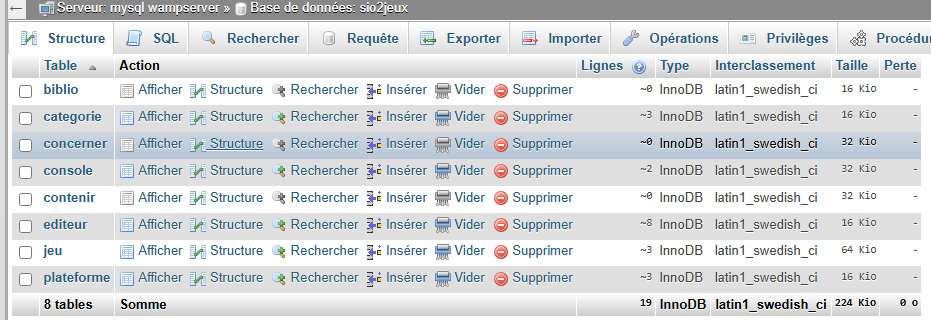 Serveur: mysql wampserver » Base de données: sio2jeux
Structure SQL Rechercher Requête Exporter Importer Opérations Privilèges Procédur
Table Action Lignes Type Interclassement Taille Perte
biblio Afficher Structure Rechercher Insérer Vider Supprimer ~0 InnoDB latin1_swedish_ci 16 Kio -
categorie Afficher Structure Rechercher Insérer Vider Supprimer ~3 InnoDB latin1_swedish_ci 16 Kio -
concerner Afficher Structure Rechercher Insérer Vider Supprimer ~0 InnoDB latin1_swedish_ci 32 Kio -
console Afficher Structure Rechercher Insérer Vider Supprimer ~2 InnoDB latin1_swedish_ci 32 Kio -
contenir Afficher Structure Rechercher Insérer Vider Supprimer ~0 InnoDB latin1_swedish_ci 32 Kio -
editeur Afficher Structure Rechercher Insérer Vider Supprimer ~8 InnoDB latin1_swedish_ci 16 Kio -
jeu Afficher Structure Rechercher Insérer Vider Supprimer ~3 InnoDB latin1_swedish_ci 64 Kio -
plateforme Afficher Structure Rechercher Insérer Vider Supprimer ~3 InnoDB latin1_swedish_ci 16 Kio -
8 tables Somme 19 InnoDB latin1_swedish_ci 224 Kio 0 o